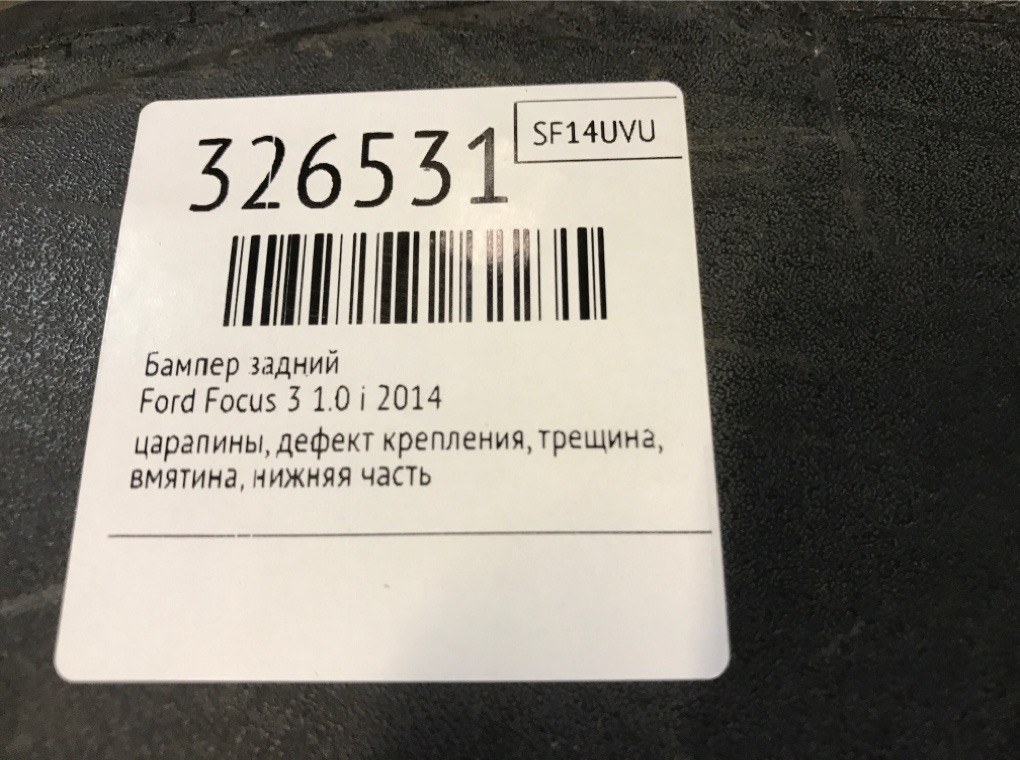 326531
SF14UVU
Бампер задний
Ford Focus 3 1.0 i 2014
царапины, дефект крепления, трещина,
вмятина, нижняя часть